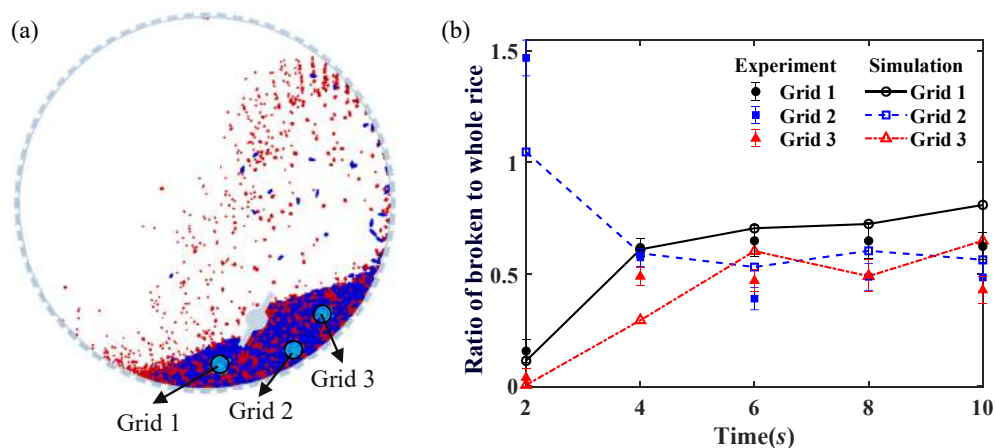 (a)
Grid 1
Grid 2
Grid 3
(b)
Ratio of broken to whole rice
1.5
1
0.5
0
2
4
6
8
10
Time(s)
Experiment Simulation
Grid 1 Grid 1
Grid 2 Grid 2
Grid 3 Grid 3